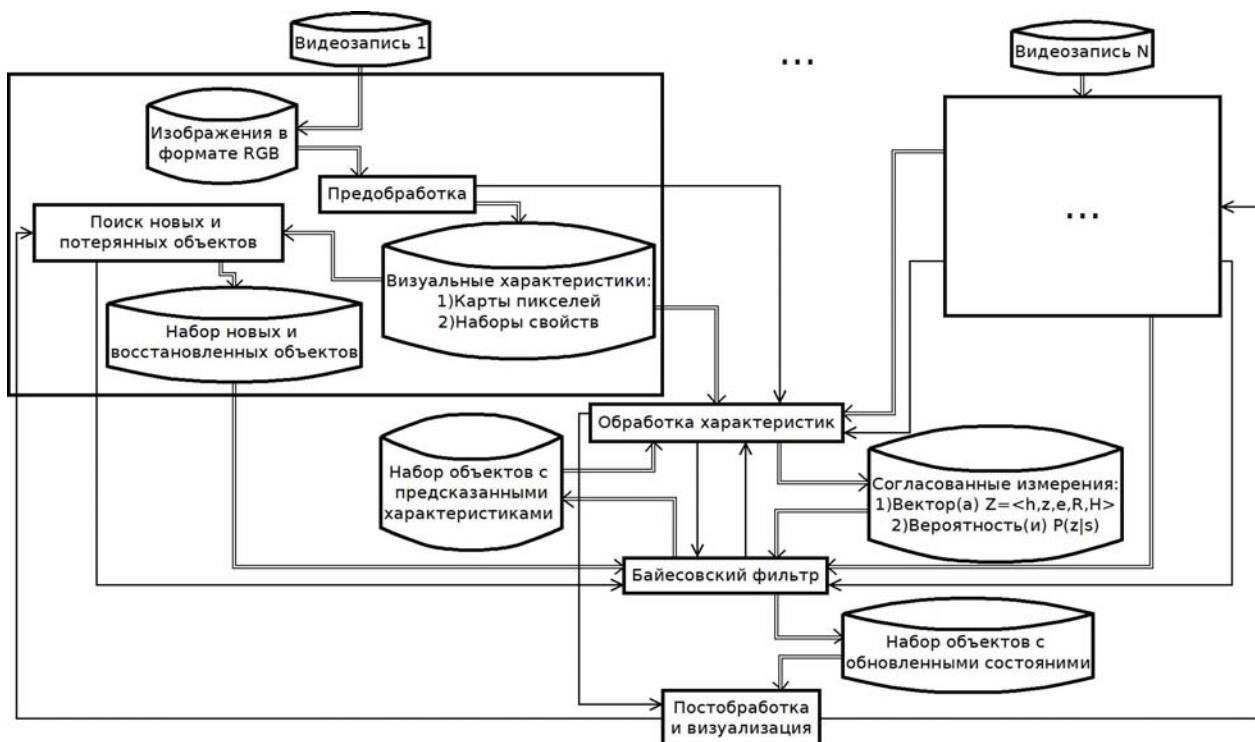 Видеозапись 1
...
Видеозапись N
Изображения в
формате RGB
Предобработка
...
Поиск новых и
потерянных объектов
Визуальные характеристики:
1)Карты пикселей
2)Наборы свойств
Набор новых и
восстановленных объектов
Обработка характеристик
Набор объектов с
предсказанными
характеристиками
Согласованные измерения:
1)Вектор(а) Z=<h,z,e,R,H>
2)Вероятность(и) P(z|s)
Байесовский фильтр
Набор объектов с
обновленными состояними
Постобработка
и визуализация